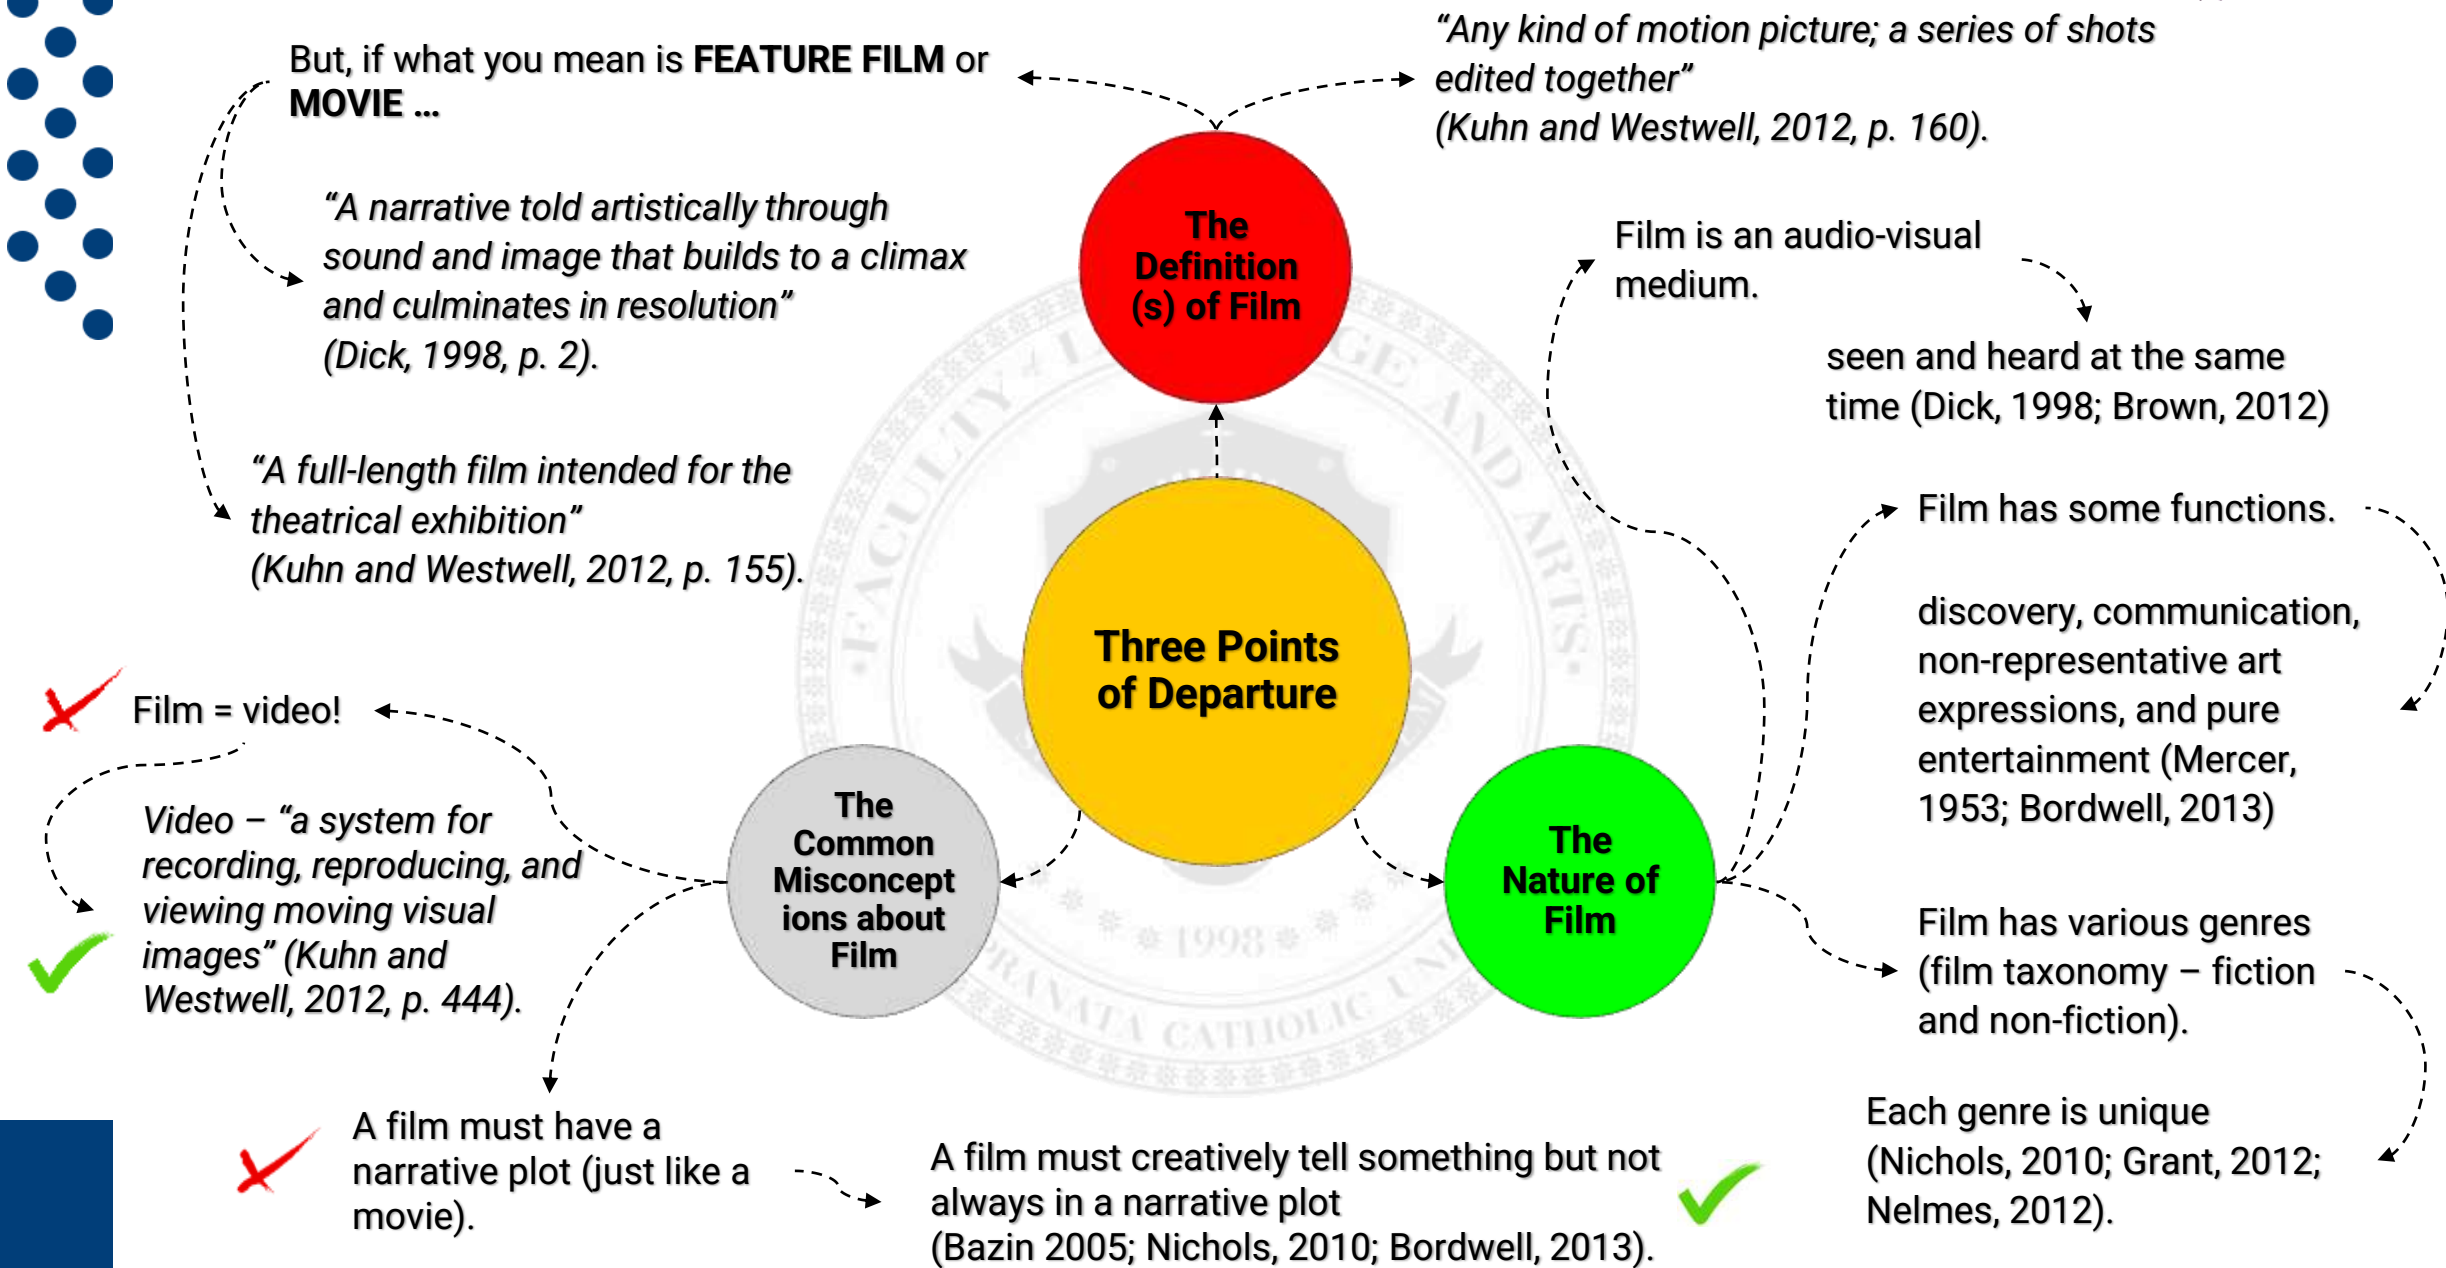 “Any kind of motion picture; a series of shots
edited together”
(Kuhn and Westwell, 2012, p. 160).
But, if what you mean is FEATURE FILM or
MOVIE ...
“A narrative told artistically through
sound and image that builds to a climax
and culminates in resolution”
(Dick, 1998, p. 2).
“A full-length film intended for the
theatrical exhibition”
(Kuhn and Westwell, 2012, p. 155).
The
Definition
(s) of Film
Film is an audio-visual
medium.
seen and heard at the same
time (Dick, 1998; Brown, 2012)
Film has some functions.
discovery, communication,
non-representative art
expressions, and pure
entertainment (Mercer,
1953; Bordwell, 2013)
Three Points
of Departure
Film = video!
Video – “a system for
recording, reproducing, and
viewing moving visual
images” (Kuhn and
Westwell, 2012, p. 444).
The
Common
Misconcept
ions about
Film
The
Nature of
Film
Film has various genres
(film taxonomy – fiction
and non-fiction).
Each genre is unique
(Nichols, 2010; Grant, 2012;
Nelmes, 2012).
A film must have a
narrative plot (just like a
movie).
A film must creatively tell something but not
always in a narrative plot
(Bazin 2005; Nichols, 2010; Bordwell, 2013).
FACULTY AND ARTS
1998
CATHOLIC